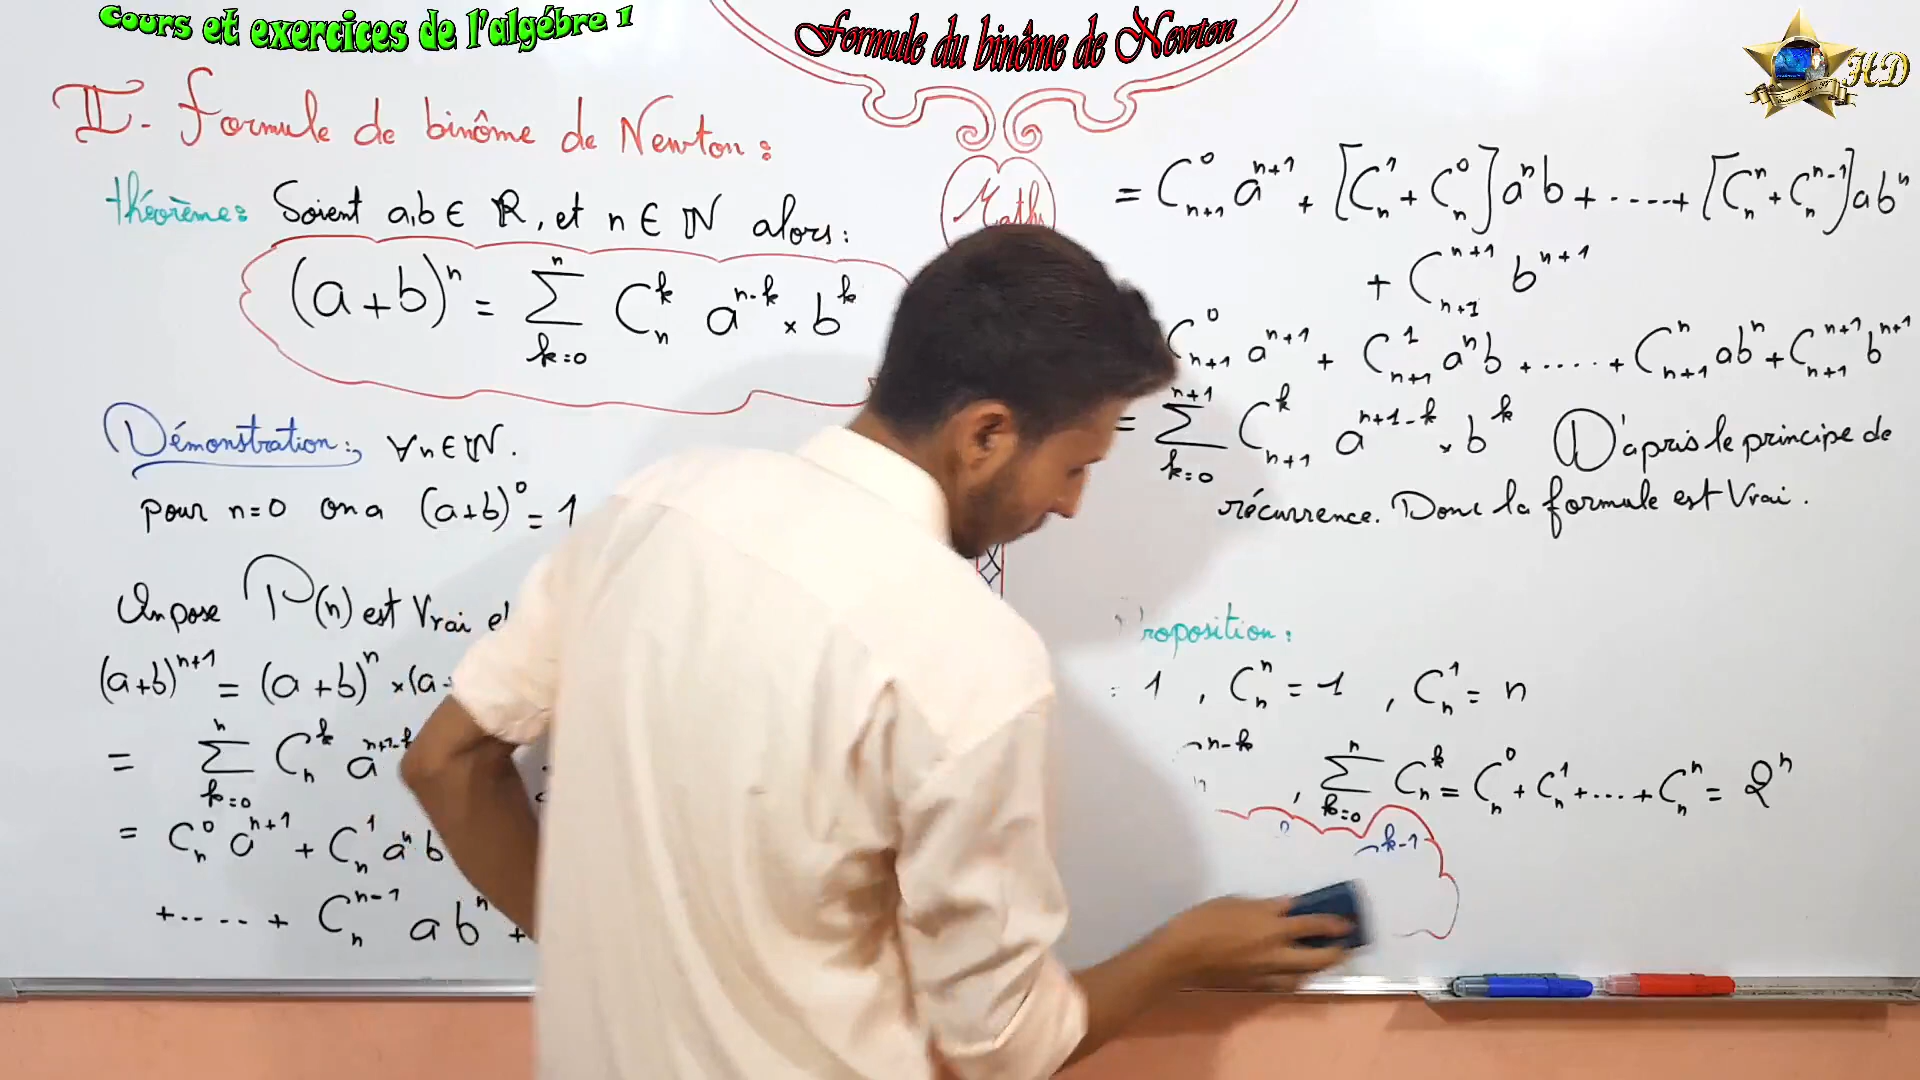 Cours et exercices de l'algébre 1
Formule du binôme de Newton
HD
II- Formule de binôme de Newton :
théorème : Soient a,b ∈ ℝ, et n ∈ ℕ alors :
(a+b)^n = Σ_{k=0}^{n} C_n^k a^{n-k} × b^k
Démonstration : ∀n∈ℕ.
pour n=0 on a (a+b)^0 = 1
On pose P(n) est Vrai
(a+b)^{n+1} = (a+b)^n × (a
= Σ_{k=0}^{n} C_n^k a^{n+1-k}
= C_n^0 a^{n+1} + C_n^1 a^n b
+ ..... + C_n^{n-1} a b^n +
Maths
= C_{n+1}^0 a^{n+1} + [C_n^1 + C_n^0] a^n b + ..... + [C_n^n + C_n^{n-1}] a b^n
+ C_{n+1}^{n+1} b^{n+1}
C_{n+1}^0 a^{n+1} + C_{n+1}^1 a^n b + ..... + C_{n+1}^n a b^n + C_{n+1}^{n+1} b^{n+1}
= Σ_{k=0}^{n+1} C_{n+1}^k a^{n+1-k} × b^k D'apris le principe de
récurrence. Donc la formule est Vrai .
roposition :
= 1 , C_n^n = 1 , C_n^1 = n
n-k , Σ_{k=0}^{n} C_n^k = C_n^0 + C_n^1 + ... + C_n^n = 2^n
k-1